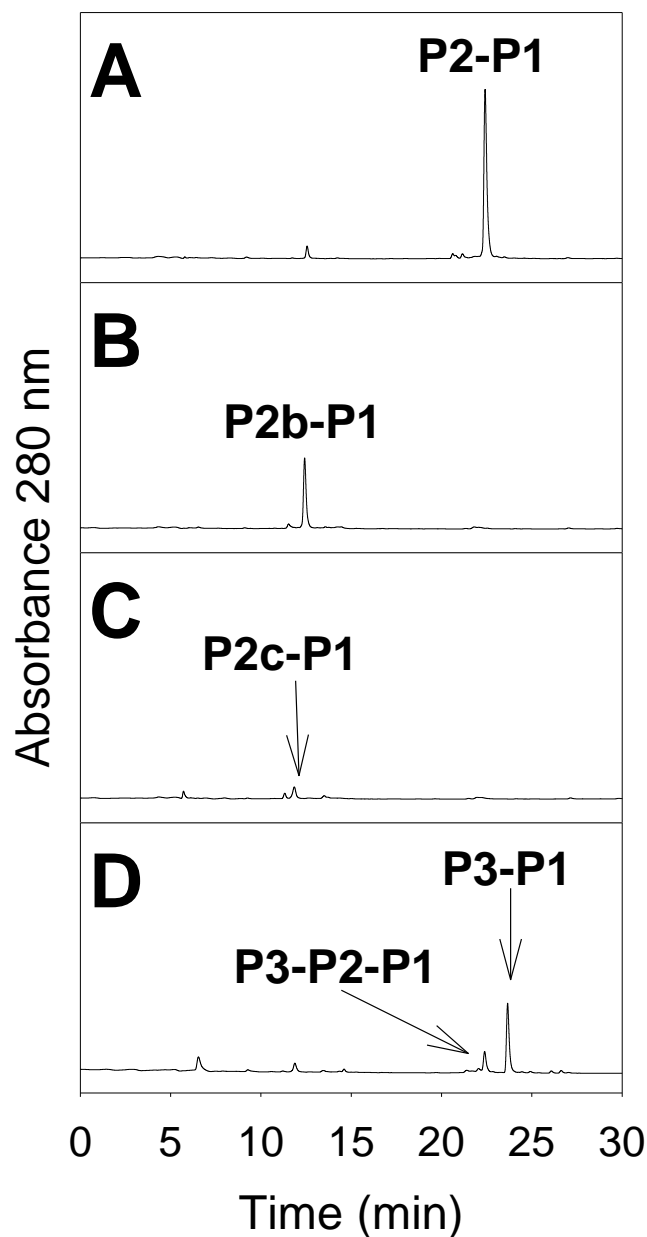 A
P2-P1
B
P2b-P1
C
P2c-P1
D
P3-P1
P3-P2-P1
Absorbance 280 nm
0 5 10 15 20 25 30
Time (min)